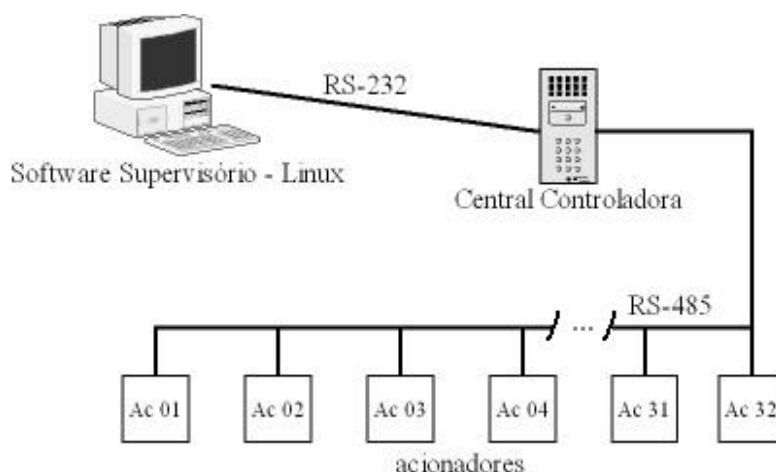 RS-232
Software Supervisório - Linux
Central Controladora
RS-485
...
Ac 01 Ac 02 Ac 03 Ac 04 Ac 31 Ac 32
acionadores